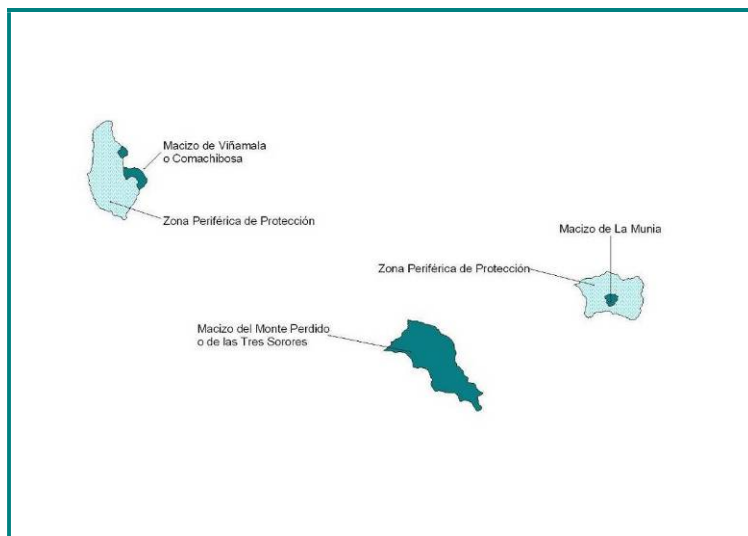 Macizo de Viñamala
o Comachibosa
Zona Periférica de Protección
Macizo de La Munia
Zona Periférica de Protección
Macizo del Monte Perdido
o de las Tres Sorores